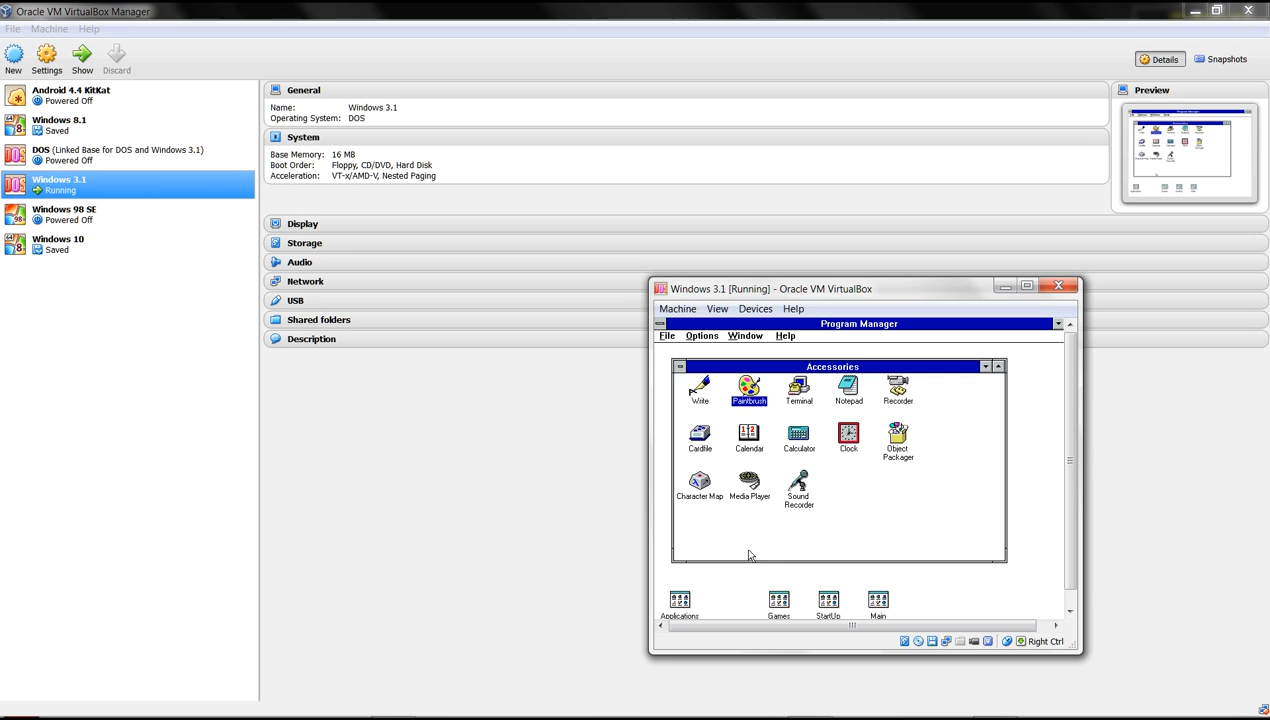 Oracle VM VirtualBox Manager
File Machine Help
New Settings Show Discard
Details Snapshots
Android 4.4 KitKat
Powered Off
Windows 8.1
Saved
DOS (Linked Base for DOS and Windows 3.1)
Powered Off
Windows 3.1
Running
Windows 98 SE
Powered Off
Windows 10
Saved
General
Name: Windows 3.1
Operating System: DOS
System
Base Memory: 16 MB
Boot Order: Floppy, CD/DVD, Hard Disk
Acceleration: VT-x/AMD-V, Nested Paging
Display
Storage
Audio
Network
USB
Shared folders
Description
Preview
Windows 3.1 [Running] - Oracle VM VirtualBox
Machine View Devices Help
Program Manager
File Options Window Help
Accessories
Write Paintbrush Terminal Notepad Recorder
Cardfile Calendar Calculator Clock Object Packager
Character Map Media Player Sound Recorder
Applications Games StartUp Main
Right Ctrl